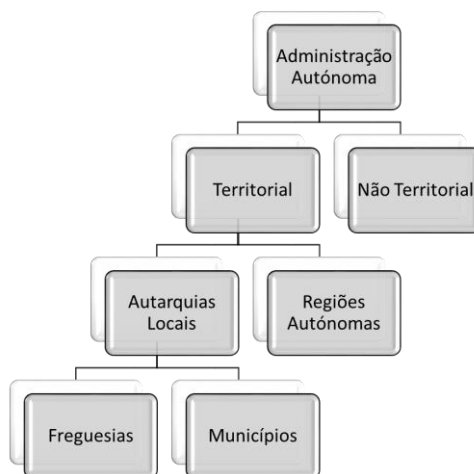 Administração
Autónoma
Territorial
Não Territorial
Autarquias
Locais
Regiões
Autónomas
Freguesias
Municípios